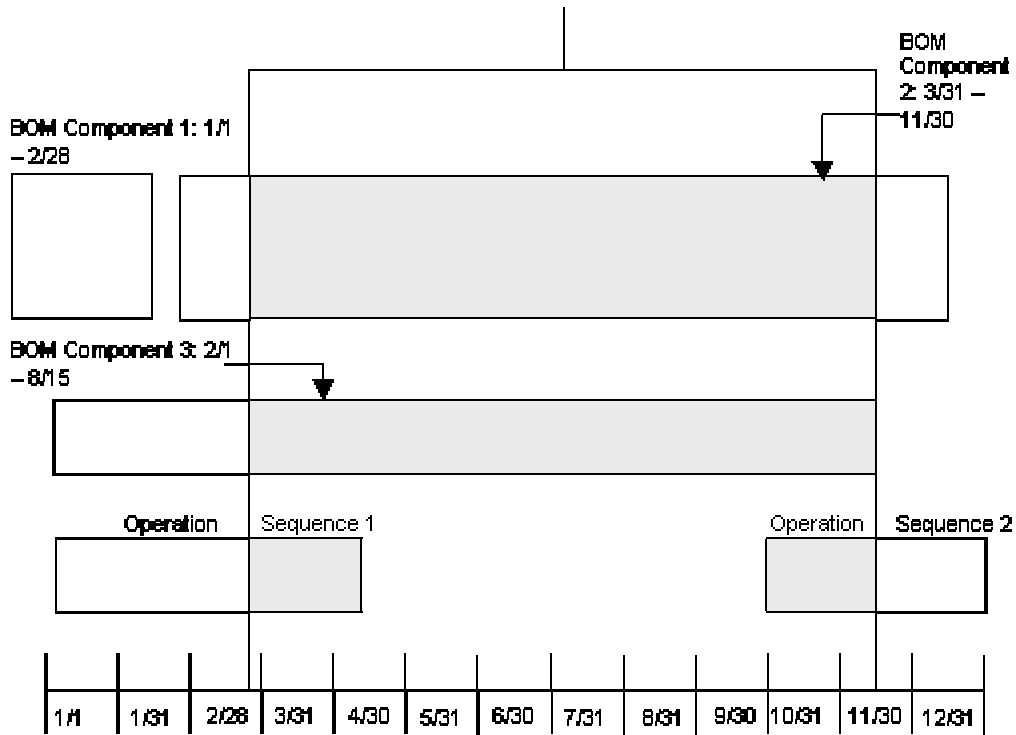 BOM
Component
2: 3/31 –
11/30
BOM Component 1: 1/1
– 2/28
BOM Component 3: 2/1
– 8/15
Operation Sequence 1
Operation Sequence 2
1/1 1/31 2/28 3/31 4/30 5/31 6/30 7/31 8/31 9/30 10/31 11/30 12/31